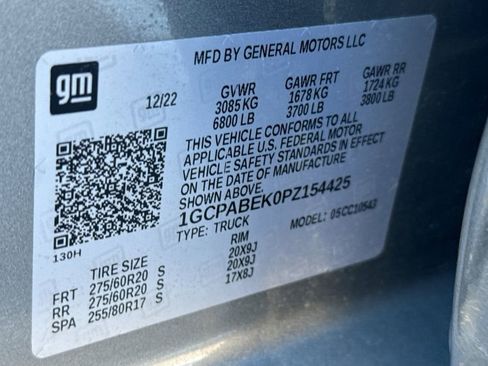 gm
MFD BY GENERAL MOTORS LLC
12/22 GVWR GAWR FRT GAWR RR
3085 KG 1678 KG 1724 KG
6800 LB 3700 LB 3800 LB
THIS VEHICLE CONFORMS TO ALL
APPLICABLE U.S. FEDERAL MOTOR
VEHICLE SAFETY STANDARDS IN EFFECT
ON THE DATE OF MANUFACTURE
SHOWN ABOVE.
1GCPABEK0PZ154425
TYPE: TRUCK MODEL: 05CC10543
130H
TIRE SIZE RIM
FRT 275/60R20 S 20X9J
RR 275/60R20 S 20X9J
SPA 255/80R17 S 17X8J